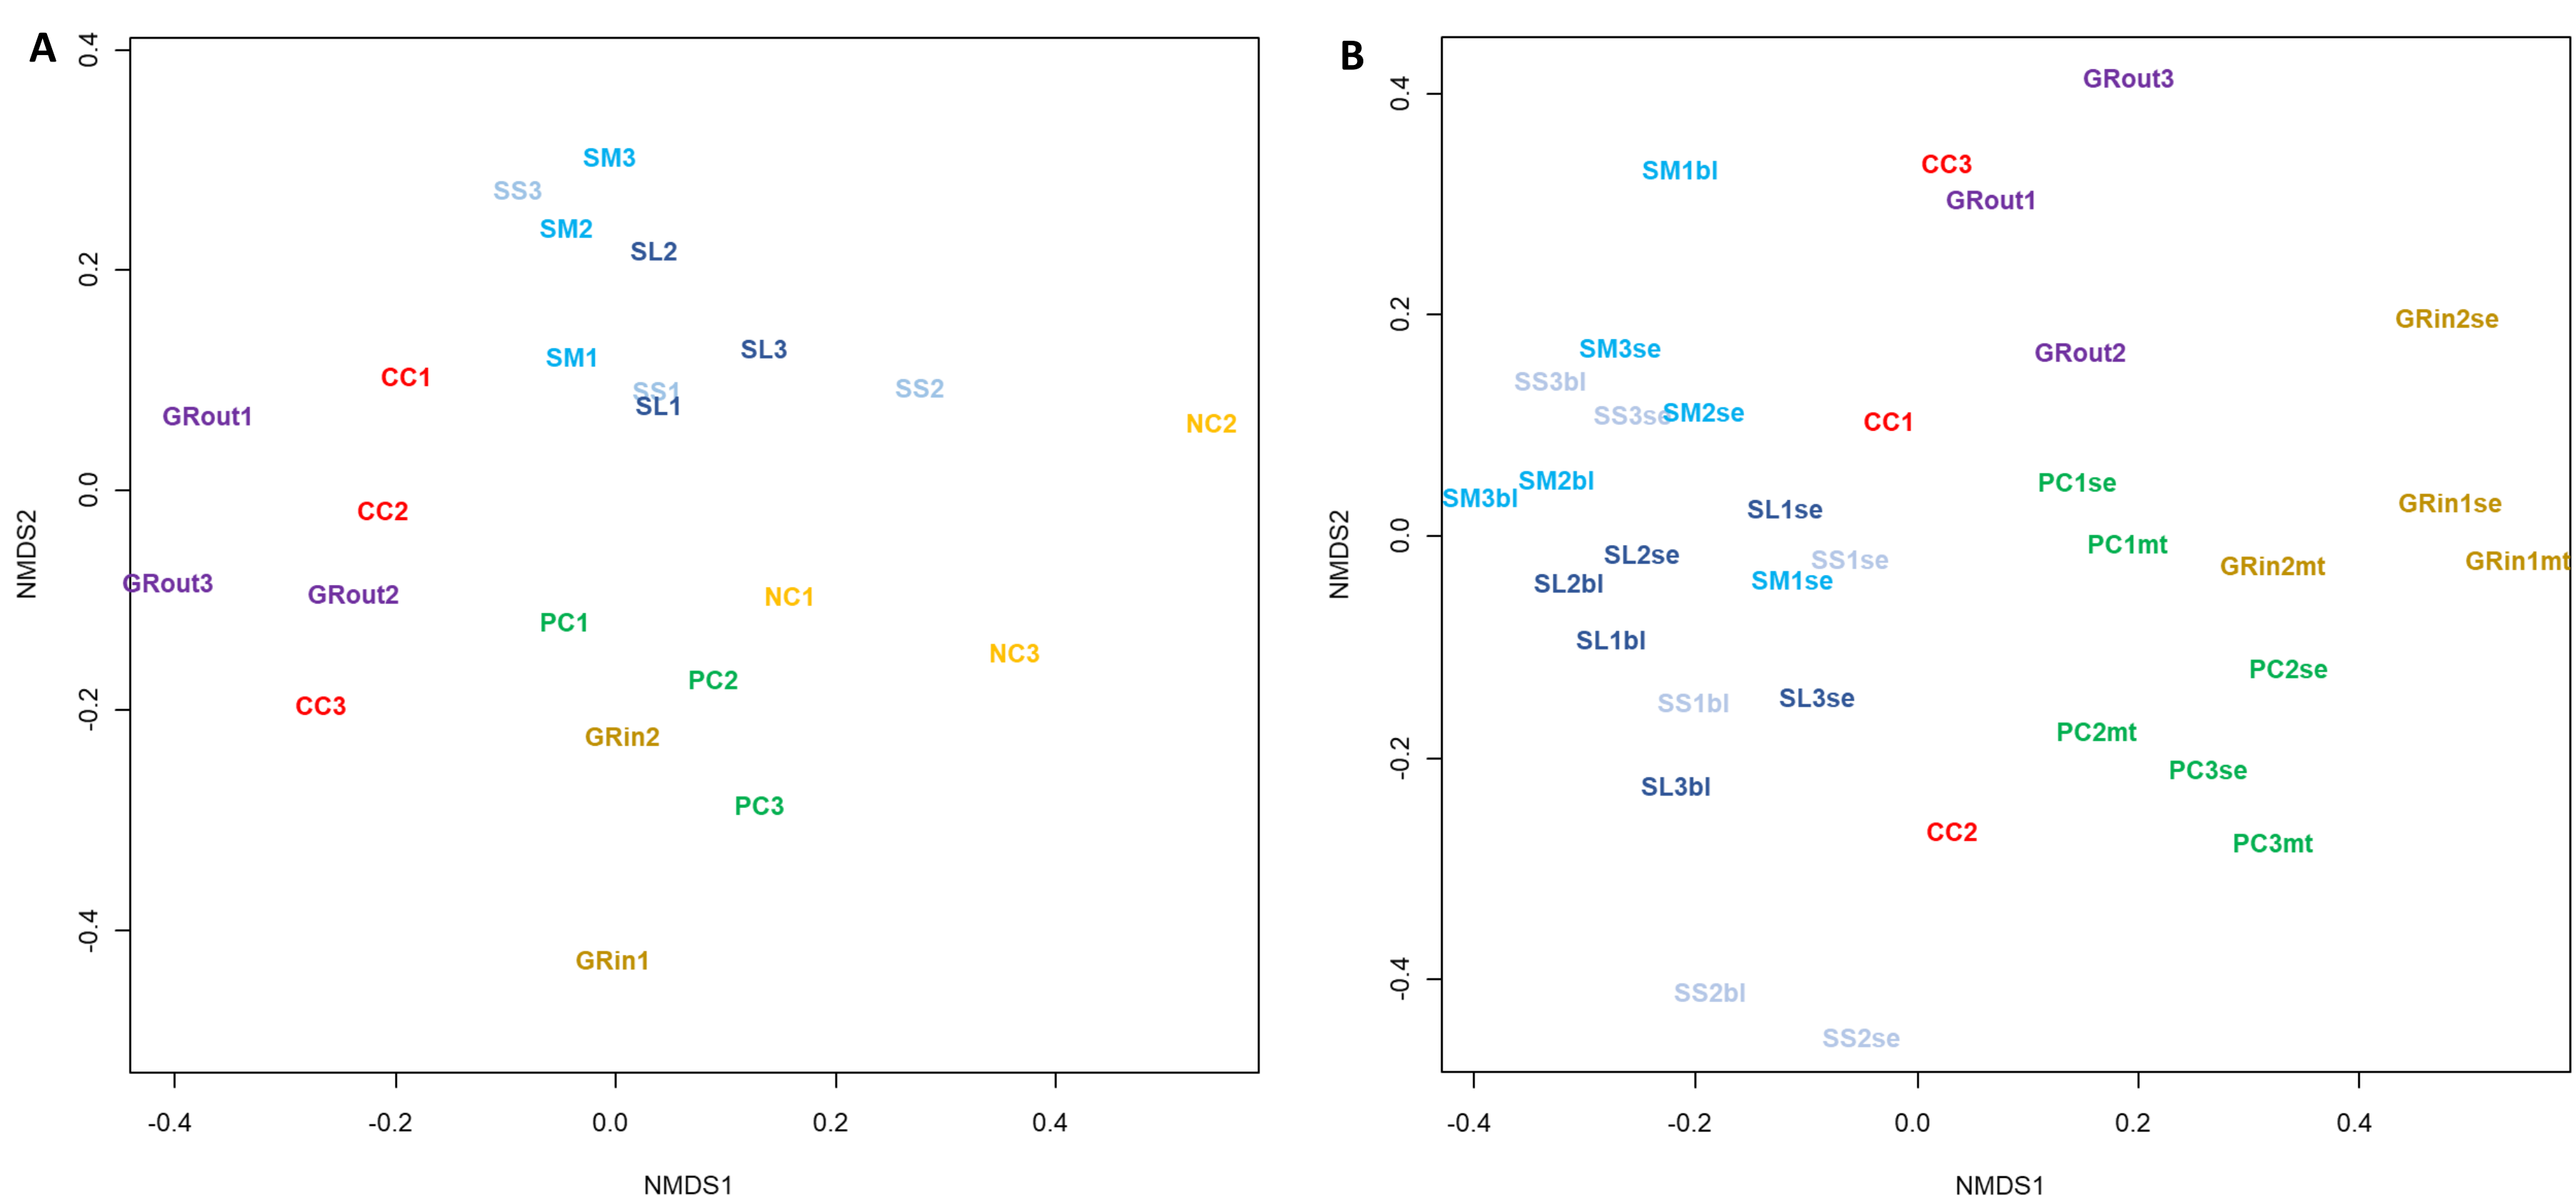 A
0.4
0.2
0.0
-0.2
-0.4
NMDS2
SM3
SS3
SM2
SL2
SM1
SL3
CC1
SS1
SS2
SL1
GRout1
NC2
CC2
GRout3
GRout2
NC1
PC1
NC3
PC2
CC3
GRin2
PC3
GRin1
-0.4 -0.2 0.0 0.2 0.4
NMDS1
B
0.4
0.2
0.0
-0.2
-0.4
NMDS2
GRout3
SM1bl
CC3
GRout1
GRin2se
SM3se
GRout2
SS3bl
SS3se
SM2se
CC1
SM2bl
PC1se
SM3bl
GRin1se
SL1se
PC1mt
SL2se
SS1se
GRin2mt
GRin1mt
SL2bl
SM1se
SL1bl
PC2se
SS1bl
SL3se
PC2mt
PC3se
SL3bl
CC2
PC3mt
SS2bl
SS2se
-0.4 -0.2 0.0 0.2 0.4
NMDS1